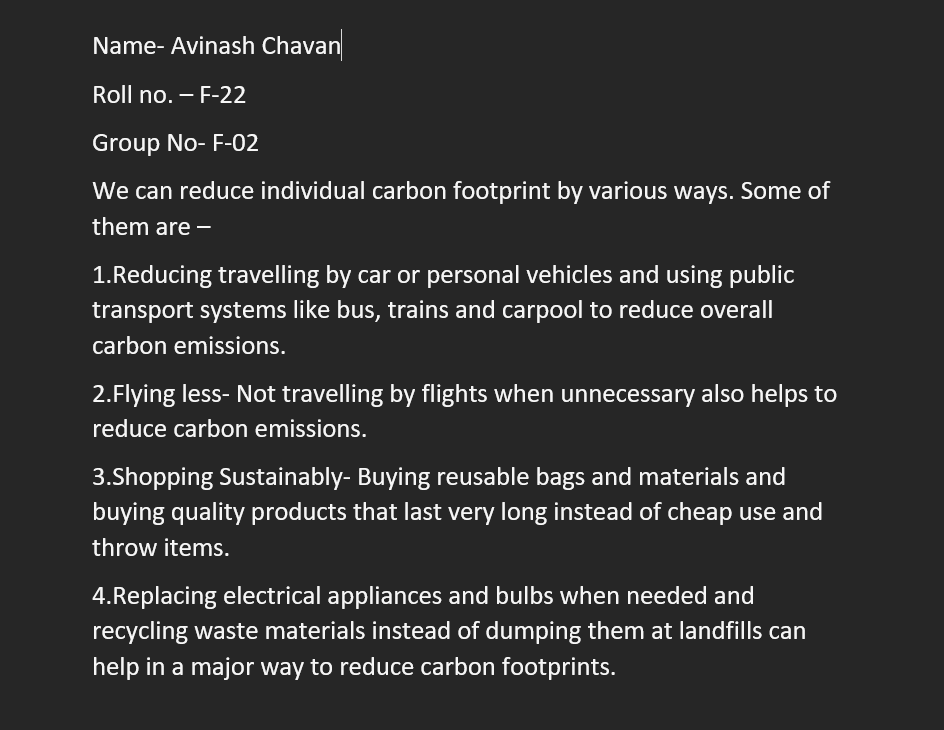 Name- Avinash Chavan
Roll no. – F-22
Group No- F-02
We can reduce individual carbon footprint by various ways. Some of
them are –
1.Reducing travelling by car or personal vehicles and using public
transport systems like bus, trains and carpool to reduce overall
carbon emissions.
2.Flying less- Not travelling by flights when unnecessary also helps to
reduce carbon emissions.
3.Shopping Sustainably- Buying reusable bags and materials and
buying quality products that last very long instead of cheap use and
throw items.
4.Replacing electrical appliances and bulbs when needed and
recycling waste materials instead of dumping them at landfills can
help in a major way to reduce carbon footprints.